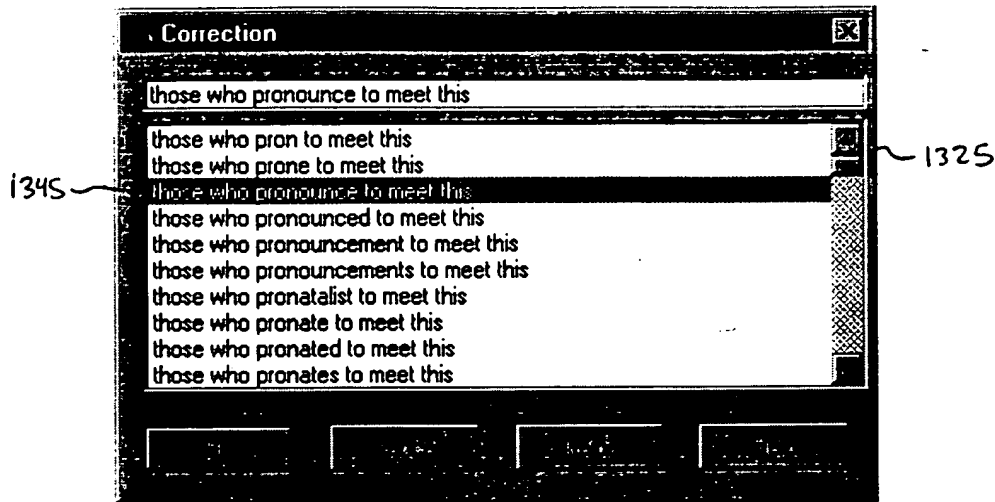 Correction
those who pronounce to meet this
those who pron to meet this
those who prone to meet this
1325
1345
those who pronounce to meet this
those who pronounced to meet this
those who pronouncement to meet this
those who pronouncements to meet this
those who pronatalist to meet this
those who pronate to meet this
those who pronated to meet this
those who pronates to meet this